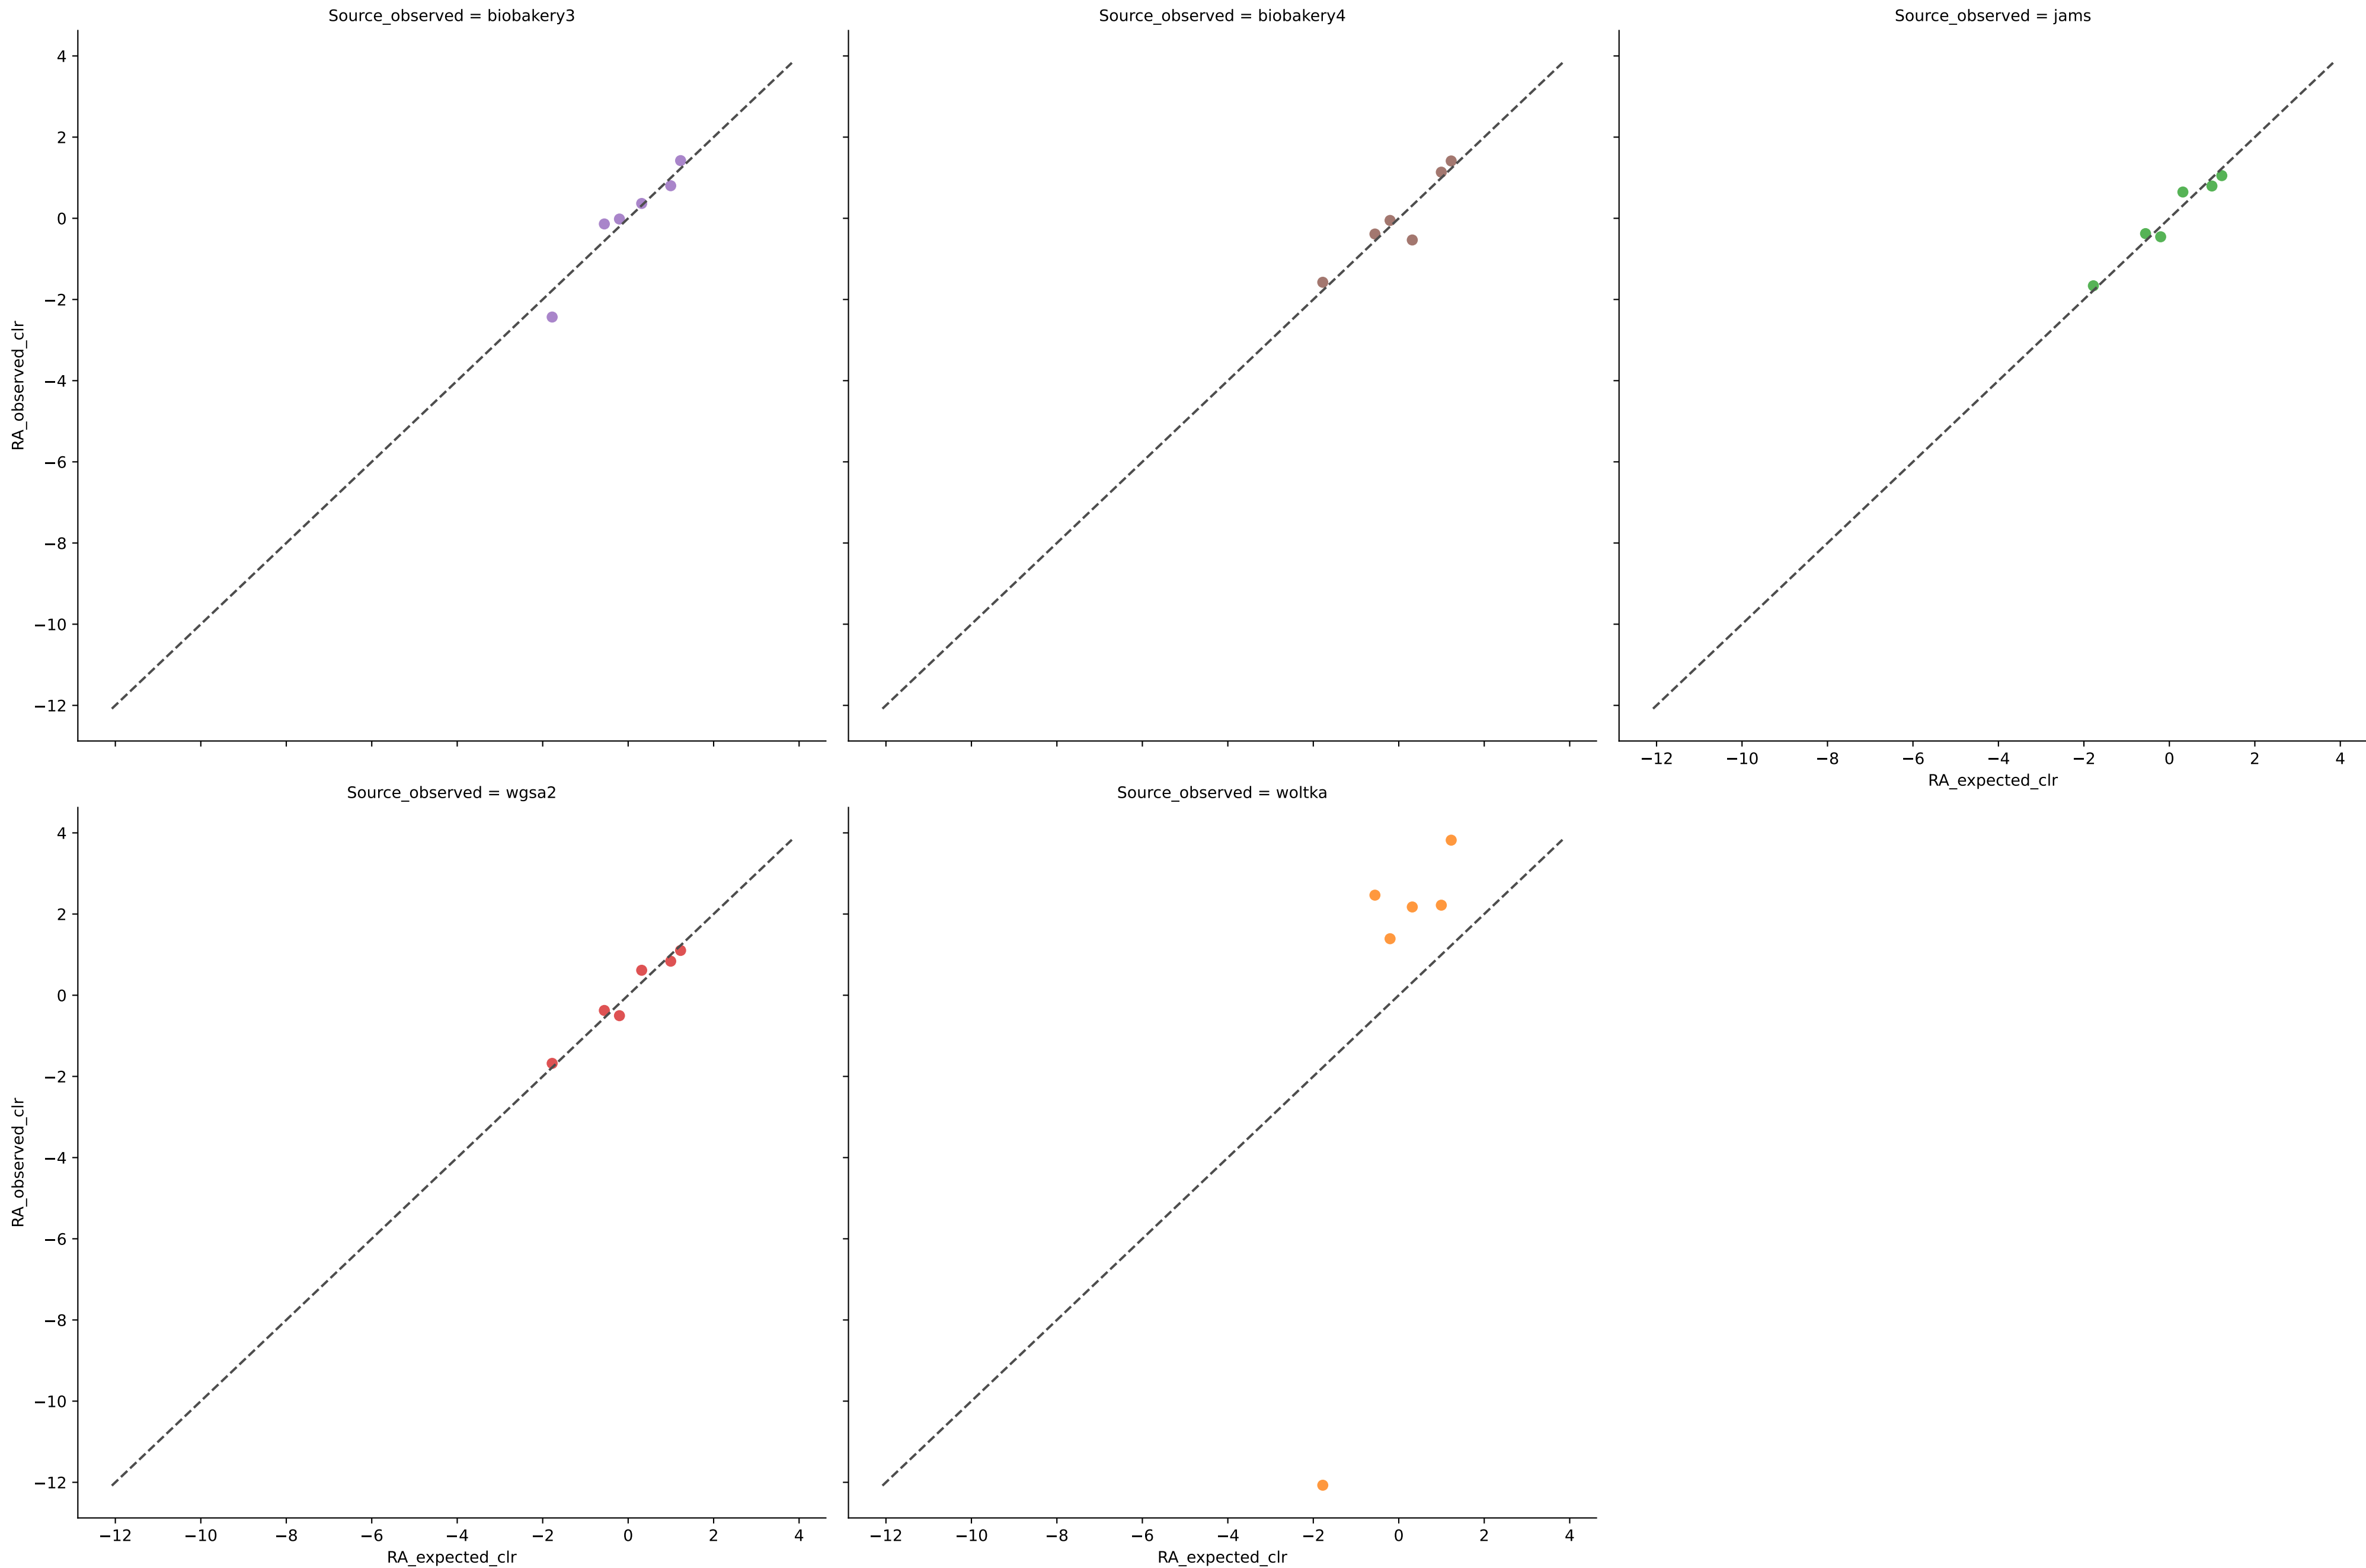 Source_observed = biobakery3
Source_observed = biobakery4
Source_observed = jams
4
2
0
−2
−4
−6
−8
−10
−12
RA_observed_clr
−12 −10 −8 −6 −4 −2 0 2 4
RA_expected_clr
Source_observed = wgsa2
Source_observed = woltka
4
2
0
−2
−4
−6
−8
−10
−12
RA_observed_clr
−12 −10 −8 −6 −4 −2 0 2 4
RA_expected_clr
−12 −10 −8 −6 −4 −2 0 2 4
RA_expected_clr